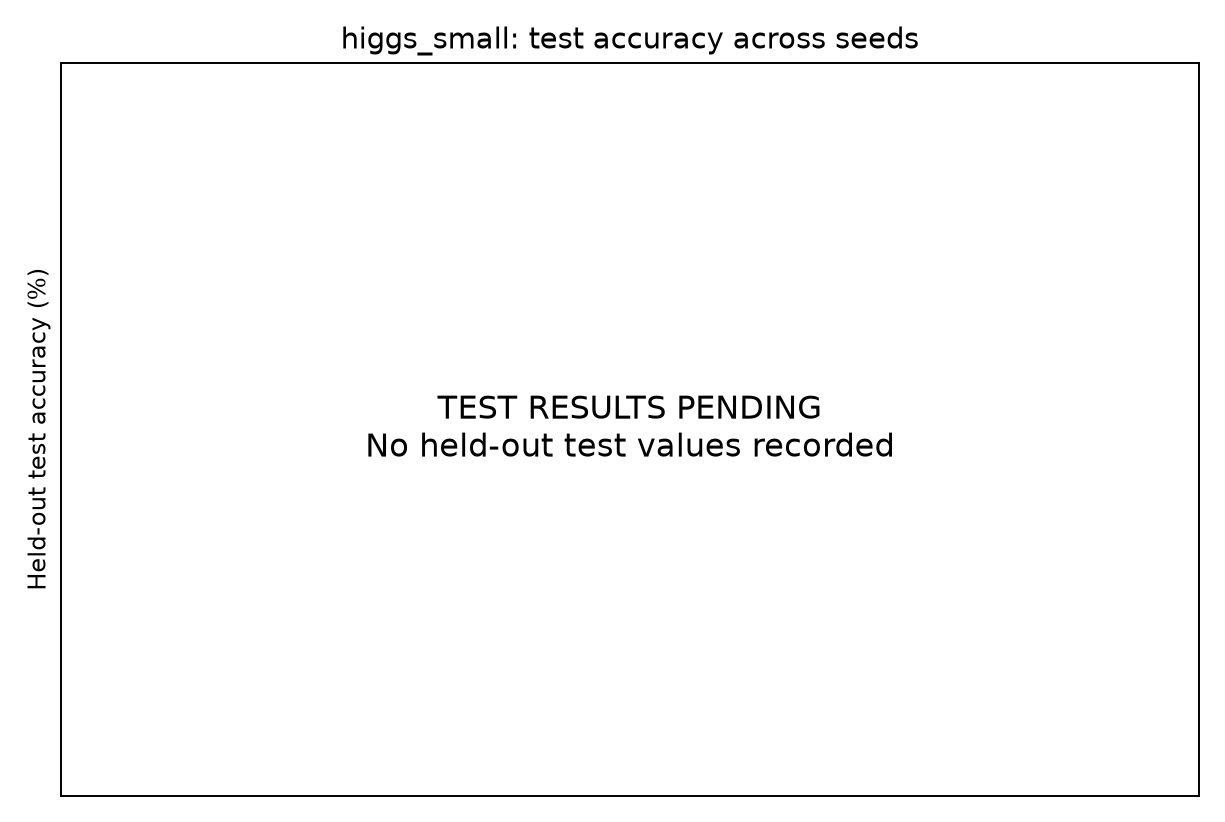 higgs_small: test accuracy across seeds
Held-out test accuracy (%)
TEST RESULTS PENDING
No held-out test values recorded